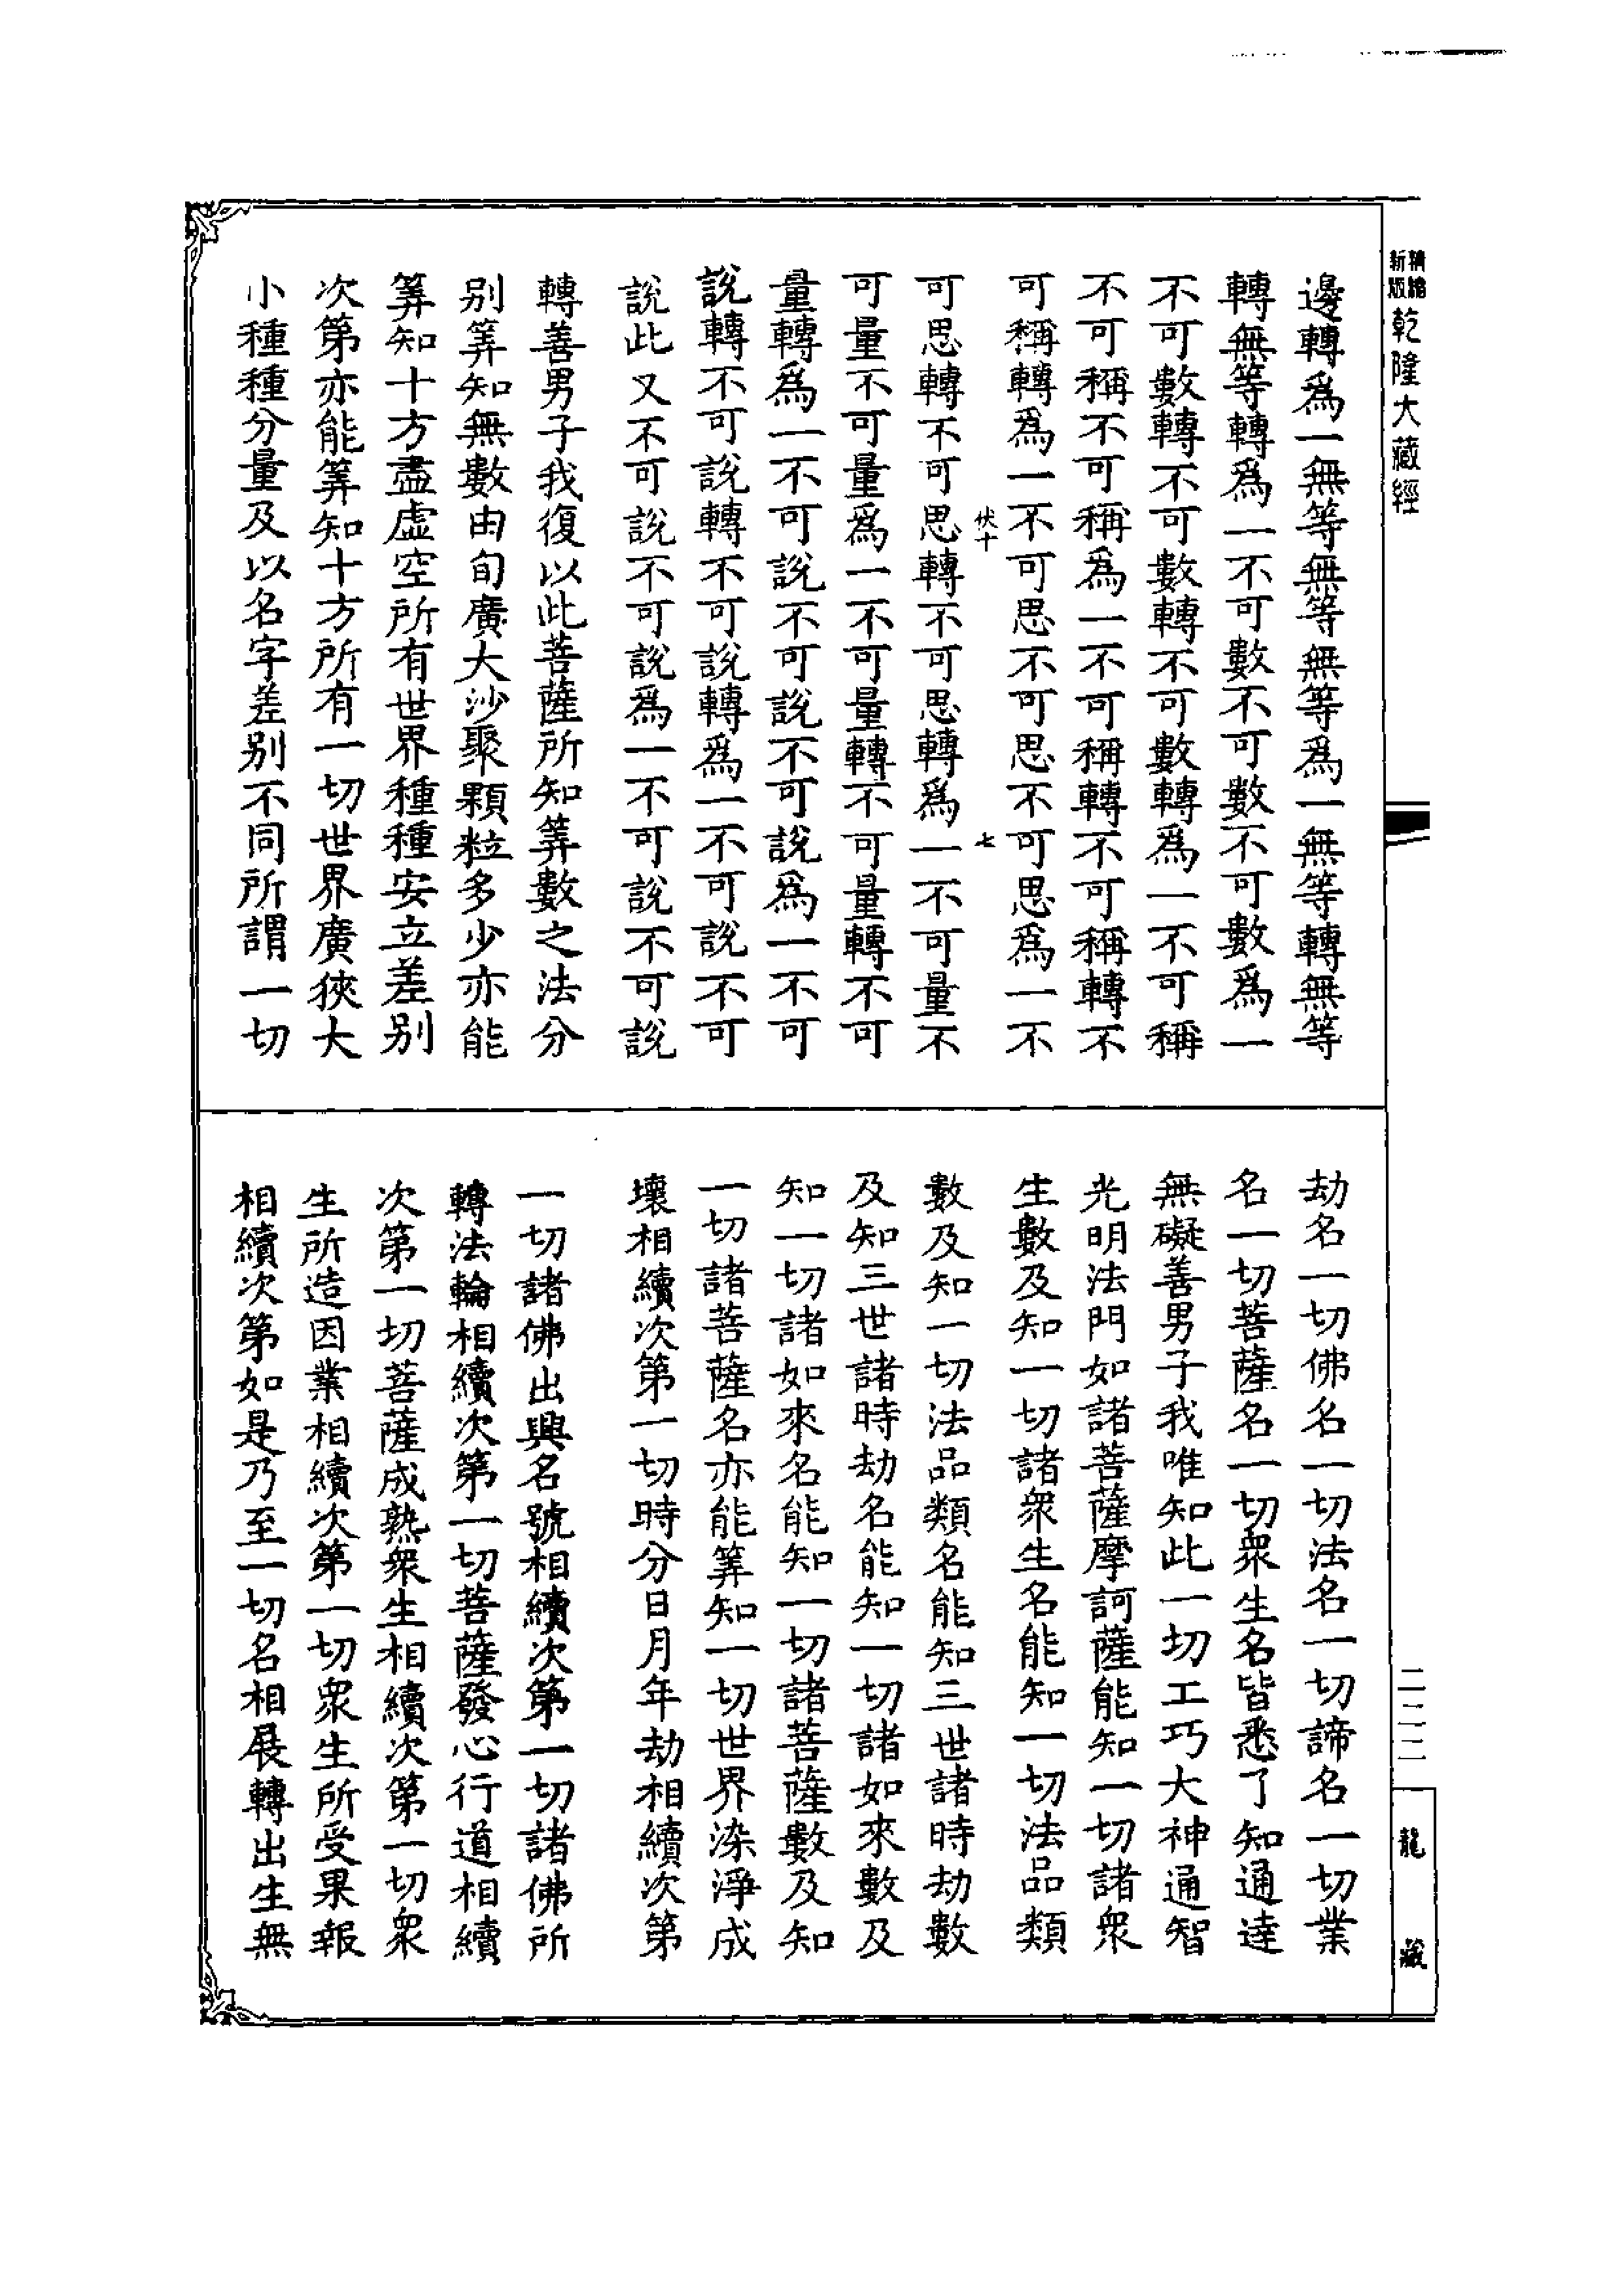 精繪
新版
乾隆大藏經
邊轉爲一無等無等無等爲一無等轉無等
轉無等轉爲一不可數不可數不可數爲一
不可數轉不可數轉不可數轉爲一不可稱
不可稱不可稱爲一不可稱轉不可稱轉不
可稱轉爲一不可思不可思不可思爲一不
伏十
七
可思轉不可思轉不可思轉爲一不可量不
可量不可量爲一不可量轉不可量轉不可
量轉爲一不可說不可說不可說爲一不可
說轉不可說轉不可說轉爲一不可說不可
說此又不可說不可說爲一不可說不可說
轉善男子我復以此菩薩所知筭數之法分
別筭知無數由旬廣大沙聚顆粒多少亦能
筭知十方盡虛空所有世界種種安立差別
次第亦能筭知十方所有一切世界廣狹大
小種種分量及以名字差別不同所謂一切
劫名一切佛名一切法名一切諦名一切業
名一切菩薩名一切衆生名皆悉了知通達
無礙善男子我唯知此一切工巧大神通智
光明法門如諸菩薩摩訶薩能知一切諸衆
生數及知一切諸衆生名能知一切法品類
數及知一切法品類名能知三世諸時劫數
及知三世諸時劫名能知一切諸如來數及
知一切諸如來名能知一切諸菩薩數及知
一切諸菩薩名亦能筭知一切世界染淨成
壞相續次第一切時分日月年劫相續次第
一切諸佛出興名號相續次第一切諸佛所
轉法輪相續次第一切菩薩發心行道相續
次第一切菩薩成熟衆生相續次第一切衆
生所造因業相續次第一切衆生所受果報
相續次第如是乃至一切名相展轉出生無
二二二
龍藏